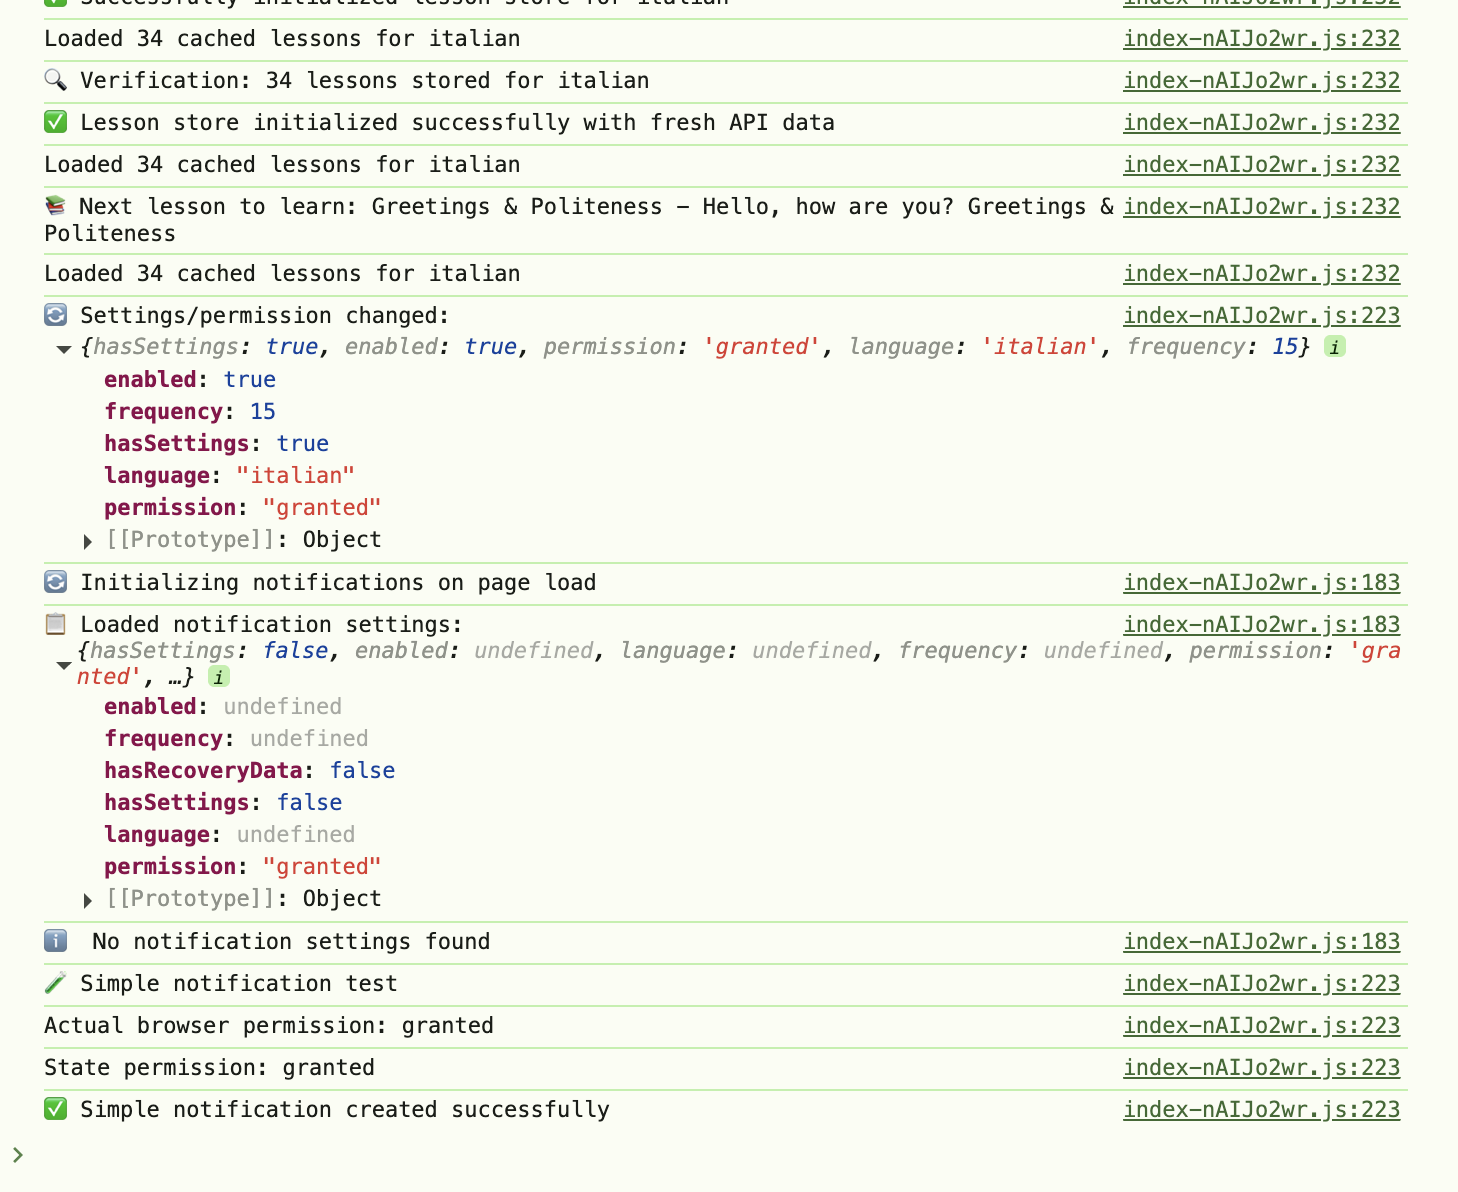 ✅ Successfully initialized lesson store for italian index-nAIJo2wr.js:232
Loaded 34 cached lessons for italian index-nAIJo2wr.js:232
🔍 Verification: 34 lessons stored for italian index-nAIJo2wr.js:232
✅ Lesson store initialized successfully with fresh API data index-nAIJo2wr.js:232
Loaded 34 cached lessons for italian index-nAIJo2wr.js:232
📚 Next lesson to learn: Greetings & Politeness – Hello, how are you? Greetings & index-nAIJo2wr.js:232
Politeness
Loaded 34 cached lessons for italian index-nAIJo2wr.js:232
🔄 Settings/permission changed: index-nAIJo2wr.js:223
{hasSettings: true, enabled: true, permission: 'granted', language: 'italian', frequency: 15} i
enabled: true
frequency: 15
hasSettings: true
language: "italian"
permission: "granted"
[[Prototype]]: Object
🔄 Initializing notifications on page load index-nAIJo2wr.js:183
📋 Loaded notification settings: index-nAIJo2wr.js:183
{hasSettings: false, enabled: undefined, language: undefined, frequency: undefined, permission: 'gra
nted', …} i
enabled: undefined
frequency: undefined
hasRecoveryData: false
hasSettings: false
language: undefined
permission: "granted"
[[Prototype]]: Object
ℹ️ No notification settings found index-nAIJo2wr.js:183
🧪 Simple notification test index-nAIJo2wr.js:223
Actual browser permission: granted index-nAIJo2wr.js:223
State permission: granted index-nAIJo2wr.js:223
✅ Simple notification created successfully index-nAIJo2wr.js:223